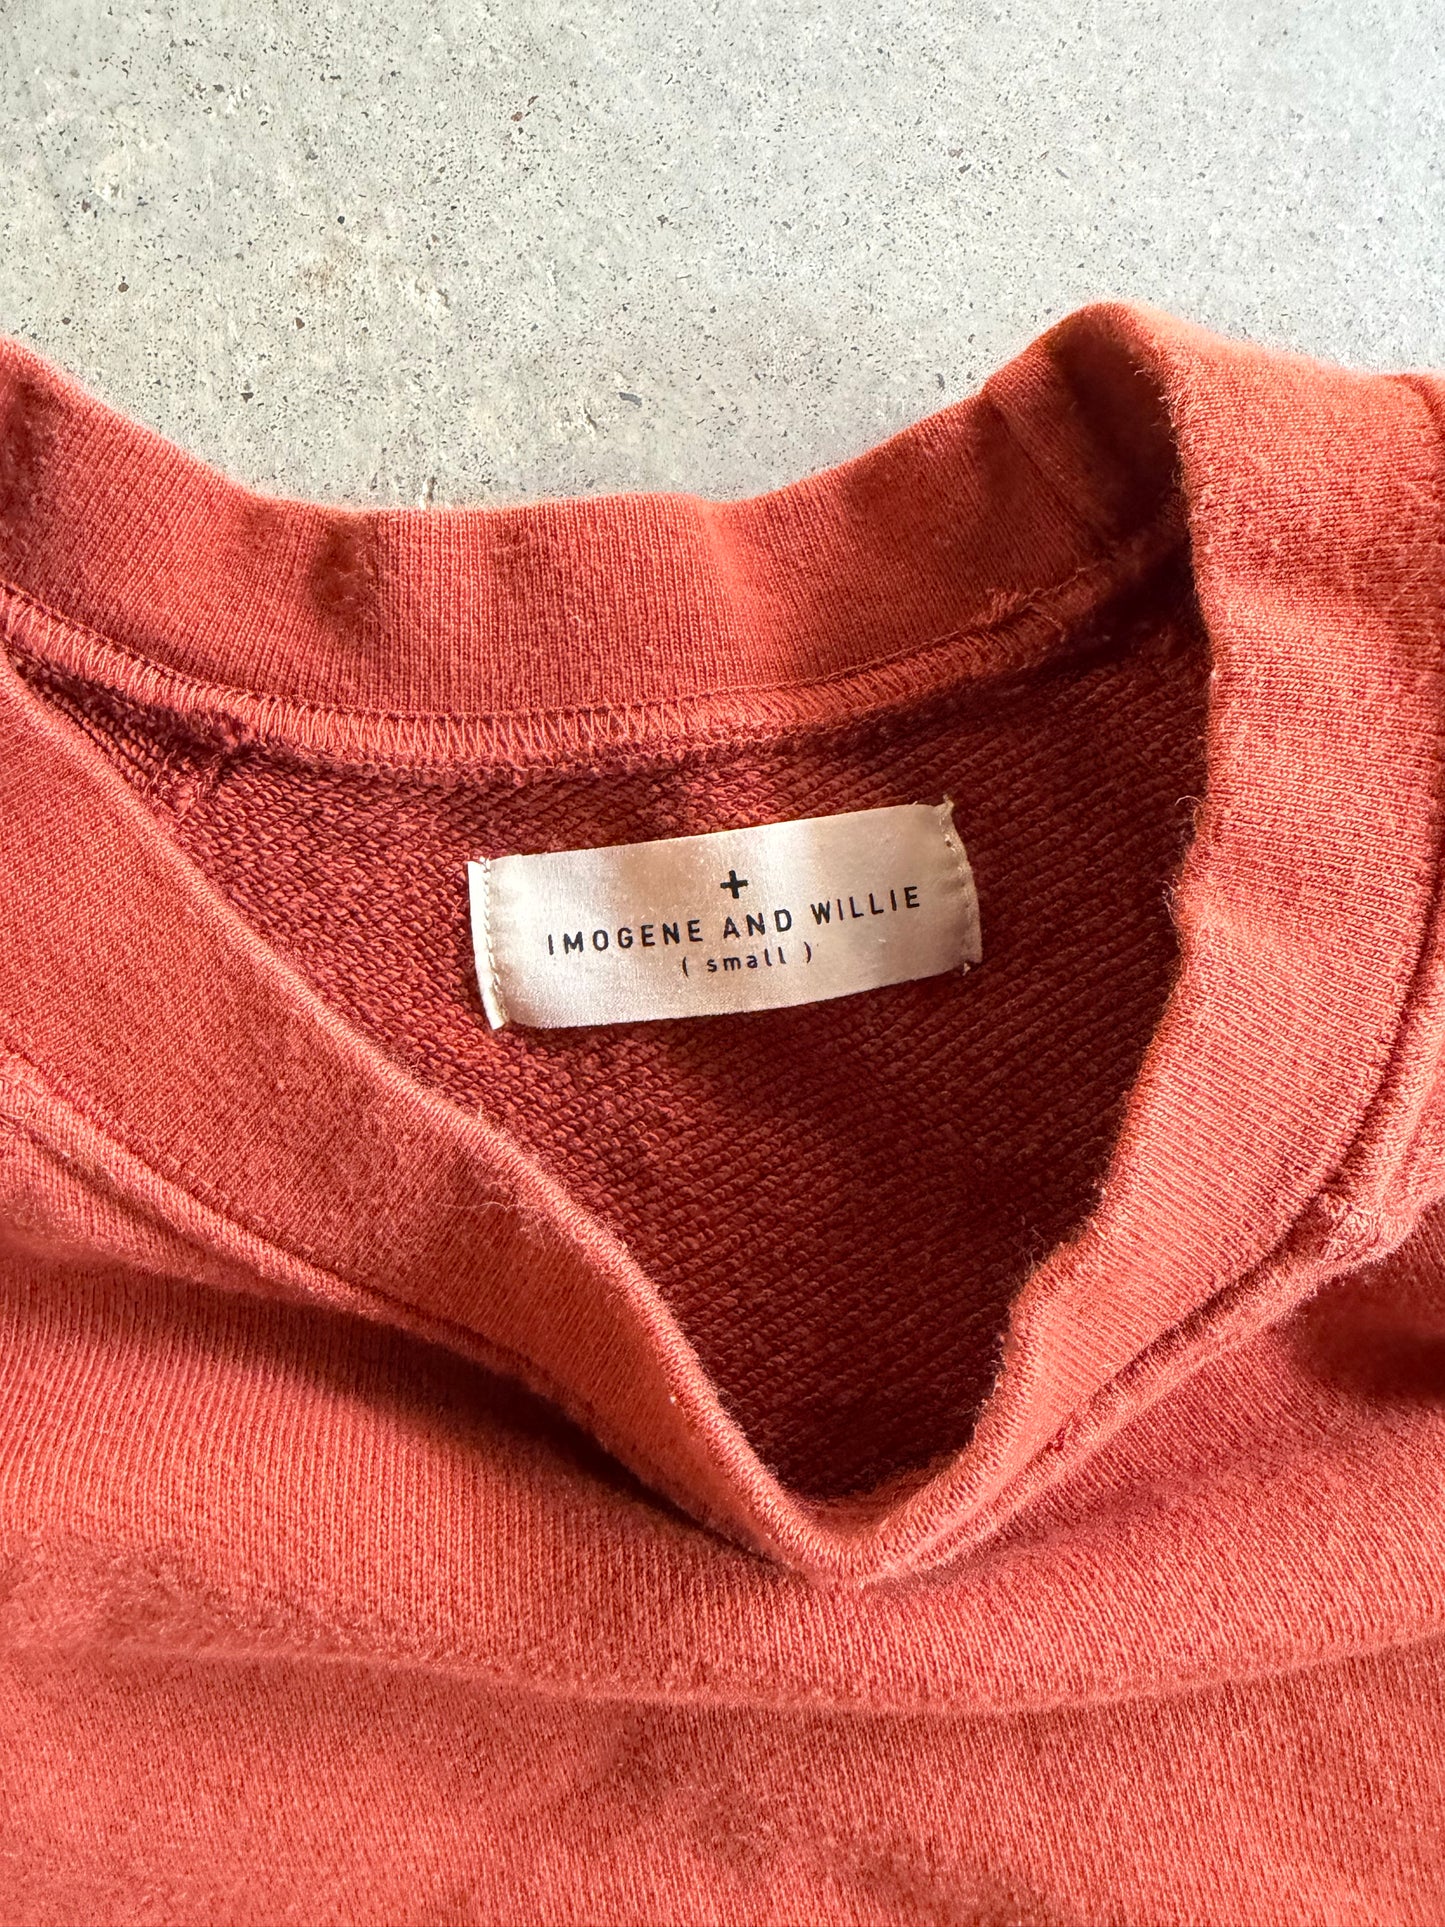 +
IMOGENE AND WILLIE
( small )